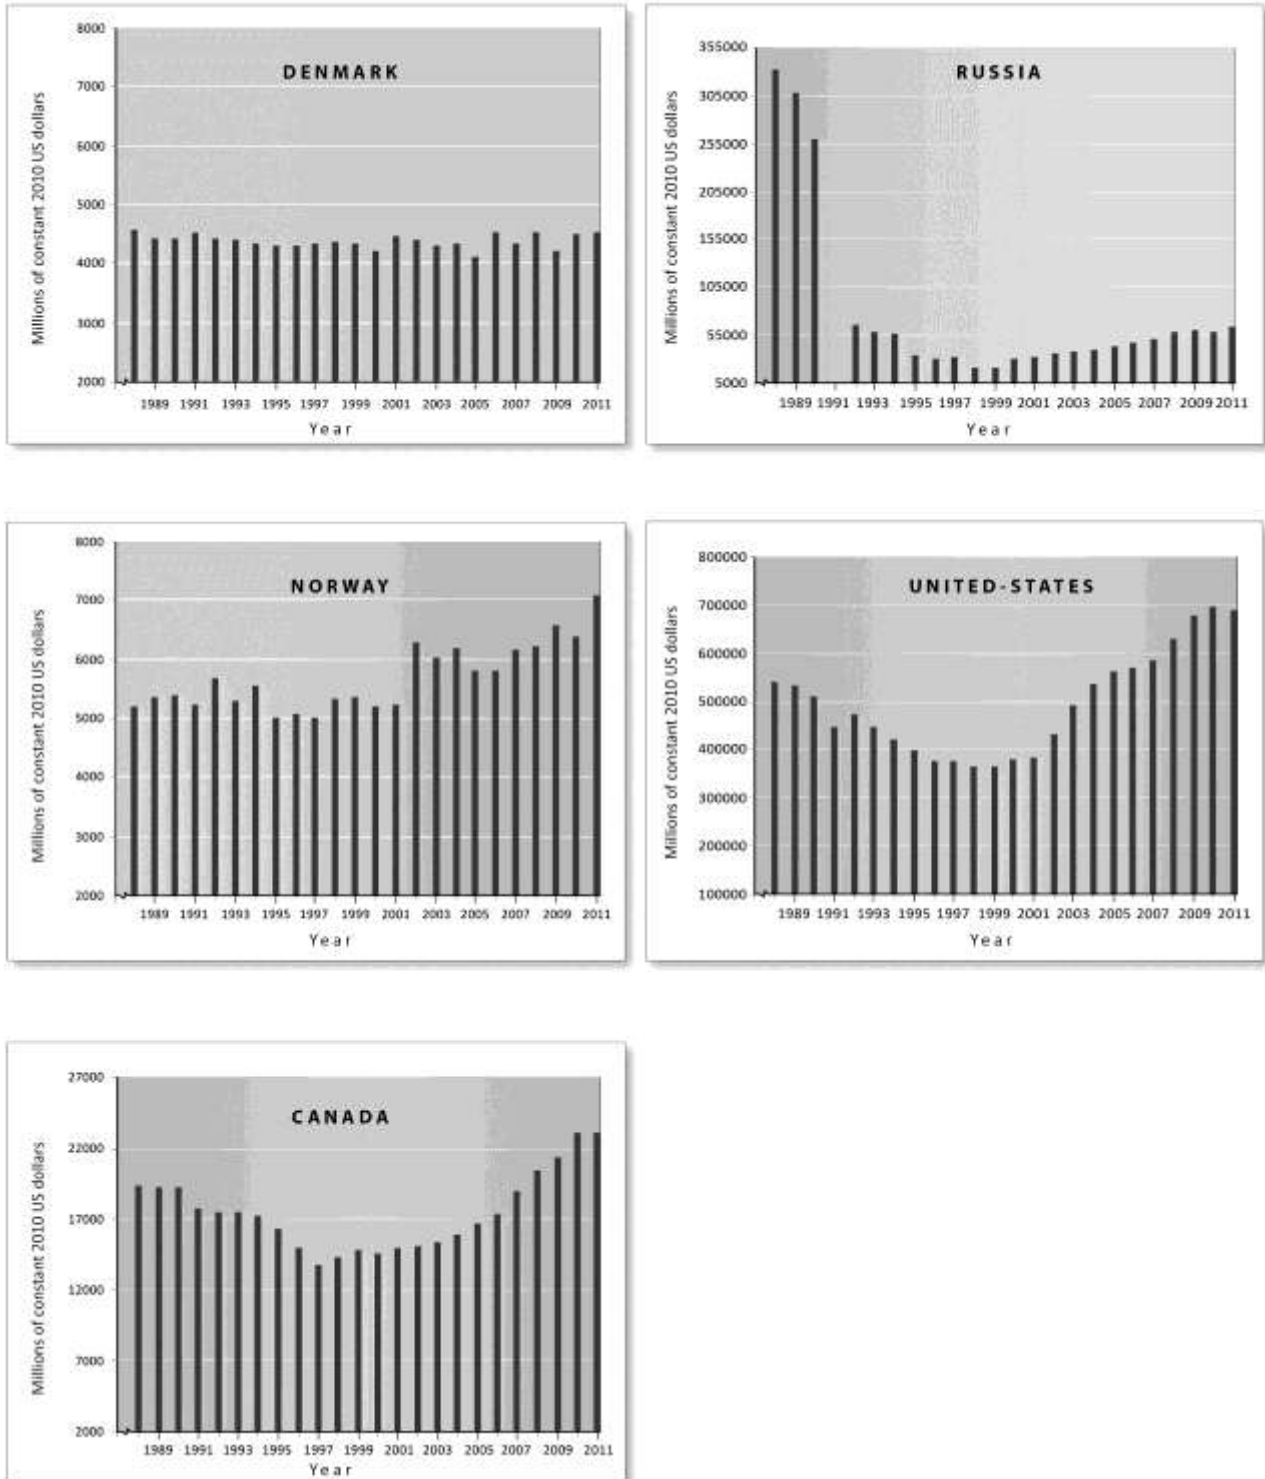 DENMARK
Millions of constant 2010 US dollars
8000
7000
6000
5000
4000
3000
2000
1989 1991 1993 1995 1997 1999 2001 2003 2005 2007 2009 2011
Year
RUSSIA
Millions of constant 2010 US dollars
355000
305000
255000
205000
155000
105000
55000
5000
1989 1991 1993 1995 1997 1999 2001 2003 2005 2007 2009 2011
Year
NORWAY
Millions of constant 2010 US dollars
8000
7000
6000
5000
4000
3000
2000
1989 1991 1993 1995 1997 1999 2001 2003 2005 2007 2009 2011
Year
UNITED-STATES
Millions of constant 2010 US dollars
800000
700000
600000
500000
400000
300000
200000
100000
1989 1991 1993 1995 1997 1999 2001 2003 2005 2007 2009 2011
Year
CANADA
Millions of constant 2010 US dollars
27000
22000
17000
12000
7000
2000
1989 1991 1993 1995 1997 1999 2001 2003 2005 2007 2009 2011
Year